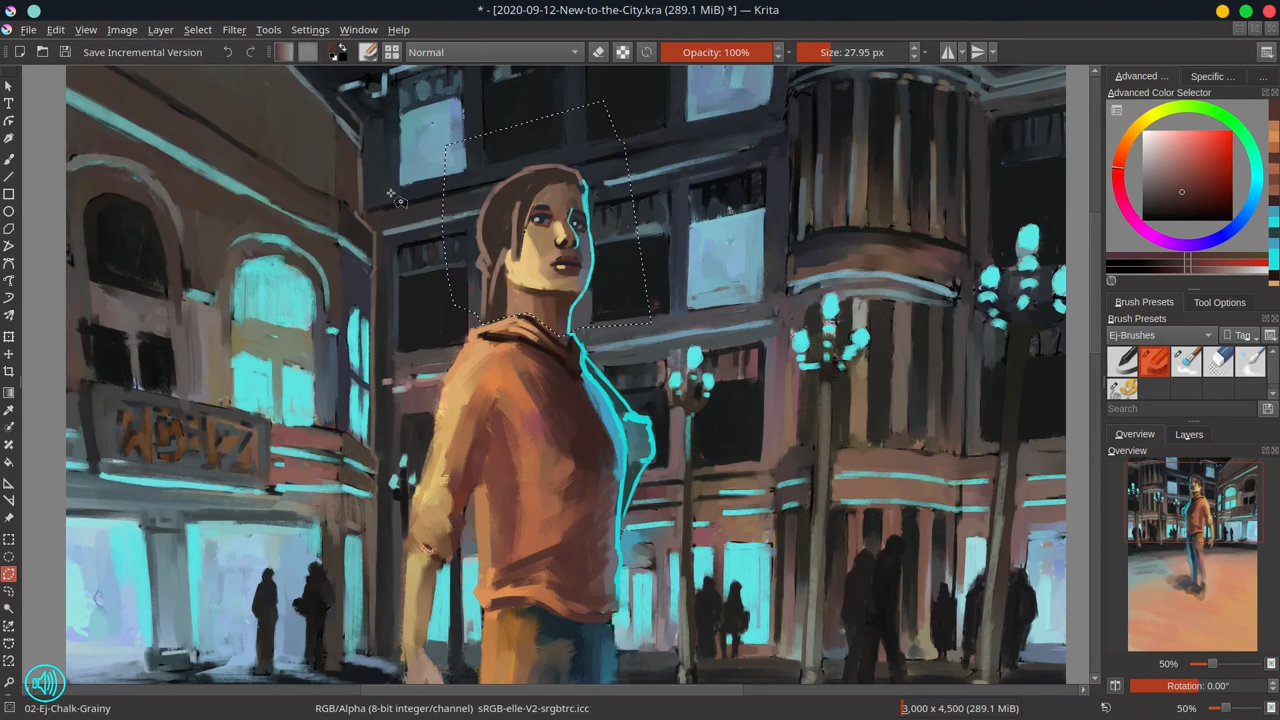 * - [2020-09-12-New-to-the-City.kra (289.1 MiB) *] — Krita
File Edit View Image Layer Select Filter Tools Settings Window Help
Save Incremental Version Normal Opacity: 100% Size: 27.95 px
Advanced ... Specific ... ...
Advanced Color Selector
Brush Presets Tool Options
Brush Presets
Ej-Brushes Tag
Search
Overview Layers
Overview
50%
Rotation: 0.00°
02-Ej-Chalk-Grainy RGB/Alpha (8-bit integer/channel) sRGB-elle-V2-srgbtrc.icc 3,000 x 4,500 (289.1 MiB) 50%